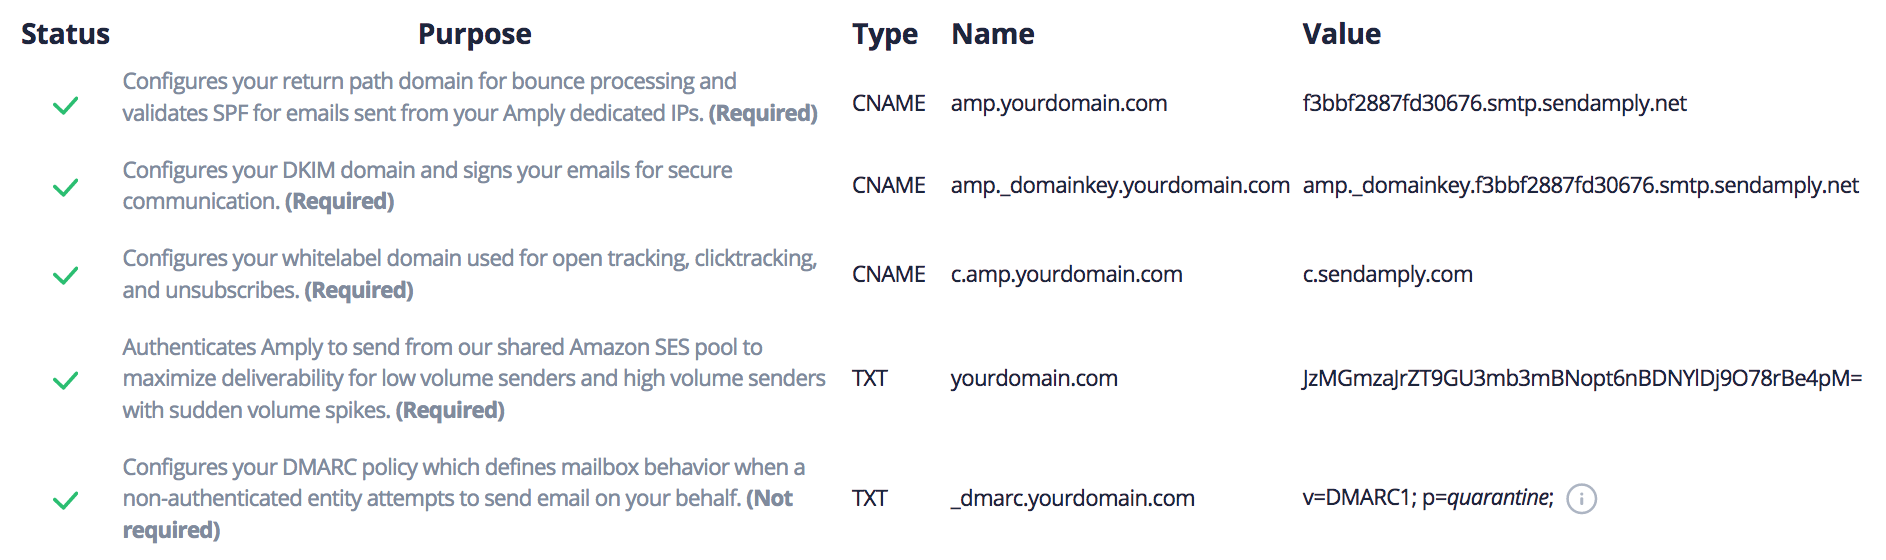 Status Purpose Type Name Value
Configures your return path domain for bounce processing and
validates SPF for emails sent from your Amply dedicated IPs. (Required)
CNAME amp.yourdomain.com f3bbf2887fd30676.smtp.sendamply.net
Configures your DKIM domain and signs your emails for secure
communication. (Required)
CNAME amp._domainkey.yourdomain.com amp._domainkey.f3bbf2887fd30676.smtp.sendamply.net
Configures your whitelabel domain used for open tracking, clicktracking,
and unsubscribes. (Required)
CNAME c.amp.yourdomain.com c.sendamply.com
Authenticates Amply to send from our shared Amazon SES pool to
maximize deliverability for low volume senders and high volume senders
with sudden volume spikes. (Required)
TXT yourdomain.com JzMGmzaJrZT9GU3mb3mBNopt6nBDNYlDj9O78rBe4pM=
Configures your DMARC policy which defines mailbox behavior when a
non-authenticated entity attempts to send email on your behalf. (Not
required)
TXT _dmarc.yourdomain.com v=DMARC1; p=quarantine;